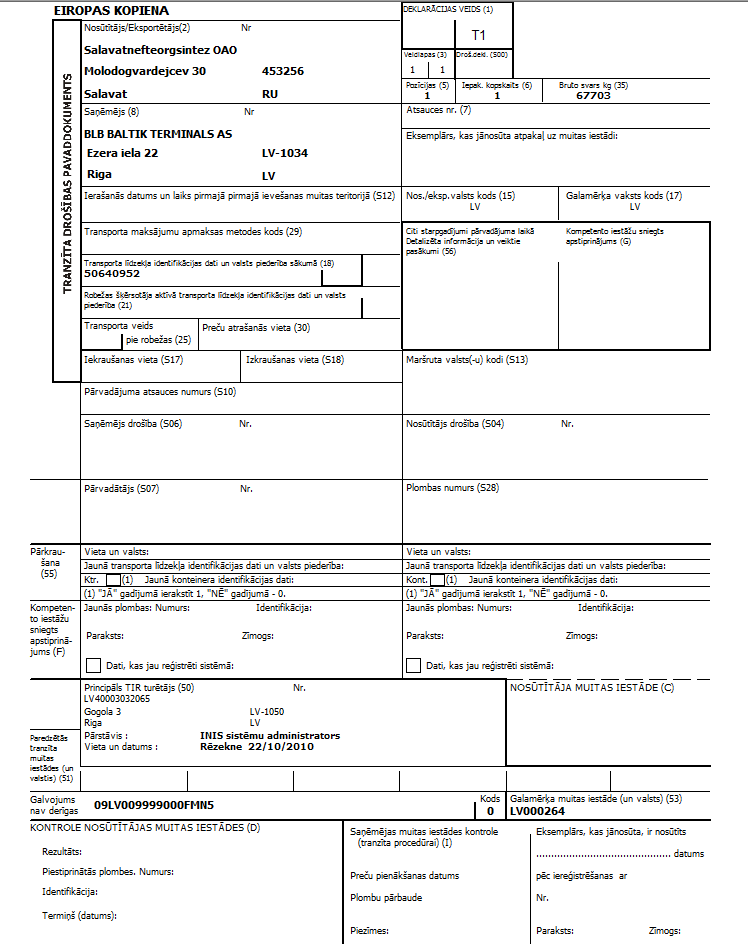 EIROPAS KOPIENA
DEKLARĀCIJAS VEIDS (1)
T1
Nosūtītājs/Eksportētājs(2) Nr
Salavatnefteorgsintez OAO
Molodogvardejcev 30 453256
Salavat RU
Veidlapas (3) Droš.dekl. (S00)
1 1
Pozīcijas (5) Iepak. kopskaits (6) Bruto svars kg (35)
1 1 67703
TRANZĪTA DROŠĪBAS PAVADDOKUMENTS
Saņēmējs (8) Nr
BLB BALTIK TERMINALS AS
Ezera iela 22 LV-1034
Riga LV
Atsauces nr. (7)
Eksemplārs, kas jānosūta atpakaļ uz muitas iestādi:
Ierašanās datums un laiks pirmajā pirmajā ievešanas muitas teritorijā (S12)
Nos./eksp.valsts kods (15) Galamērķa vaksts kods (17)
LV LV
Transporta maksājumu apmaksas metodes kods (29)
Citi starpgadījumi pārvadājuma laikā
Detalizēta informācija un veiktie
pasākumi (56)
Kompetento iestāžu sniegts
apstiprinājums (G)
Transporta līdzekļa identifikācijas dati un valsts piederība sākumā (18)
50640952
Robežas šķērsotāja aktīvā transporta līdzekļa identifikācijas dati un valsts
piederība (21)
Transporta veids
pie robežas (25)
Preču atrašanās vieta (30)
Iekraušanas vieta (S17) Izkraušanas vieta (S18)
Maršruta valsts(-u) kodi (S13)
Pārvadājuma atsauces numurs (S10)
Saņēmējs drošība (S06) Nr.
Nosūtītājs drošība (S04) Nr.
Pārvadātājs (S07) Nr.
Plombas numurs (S28)
Pārkrau-
šana
(55)
Vieta un valsts:
Jaunā transporta līdzekļa identifikācijas dati un valsts piederība:
Ktr. (1) Jaunā konteinera identifikācijas dati:
(1) "JĀ" gadījumā ierakstīt 1, "NĒ" gadījumā - 0.
Vieta un valsts:
Jaunā transporta līdzekļa identifikācijas dati un valsts piederība:
Kont. (1) Jaunā konteinera identifikācijas dati:
(1) "JĀ" gadījumā ierakstīt 1, "NĒ" gadījumā - 0.
Kompeten-
to iestāžu
sniegts
apstiprinā-
jums (F)
Jaunās plombas: Numurs: Identifikācija:
Paraksts: Zimogs:
Dati, kas jau reģistrēti sistēmā:
Jaunās plombas: Numurs: Identifikācija:
Paraksts: Zimogs:
Dati, kas jau reģistrēti sistēmā:
Principāls TIR turētājs (50) Nr.
LV40003032065
Gogola 3 LV-1050
Riga LV
Pārstāvis : INIS sistēmu administrators
Vieta un datums : Rēzekne 22/10/2010
NOSŪTĪTĀJA MUITAS IESTĀDE (C)
Paredzētās
tranzīta
muitas
iestādes (un
valstis) (51)
Galvojums
nav derīgas
09LV009999000FMN5
Kods
0
Galamērķa muitas iestāde (un valsts) (53)
LV000264
KONTROLE NOSŪTĪTĀJAS MUITAS IESTĀDES (D)
Rezultāts:
Piestiprinātās plombes. Numurs:
Identifikācija:
Termiņš (datums):
Saņēmējas muitas iestādes kontrole
(tranzīta procedūrai) (I)
Preču pienākšanas datums
Plombu pārbaude
Piezīmes:
Eksemplārs, kas jānosūta, ir nosūtīts
............................................. datums
pēc iereģistrēšanas ar
Nr.
Paraksts: Zimogs: